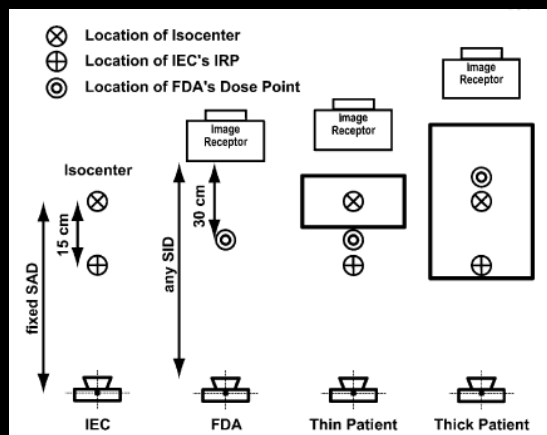 Location of Isocenter
Location of IEC's IRP
Location of FDA's Dose Point
Image
Receptor
Image
Receptor
Image
Receptor
Isocenter
15 cm
fixed SAD
30 cm
any SID
IEC
FDA
Thin Patient
Thick Patient